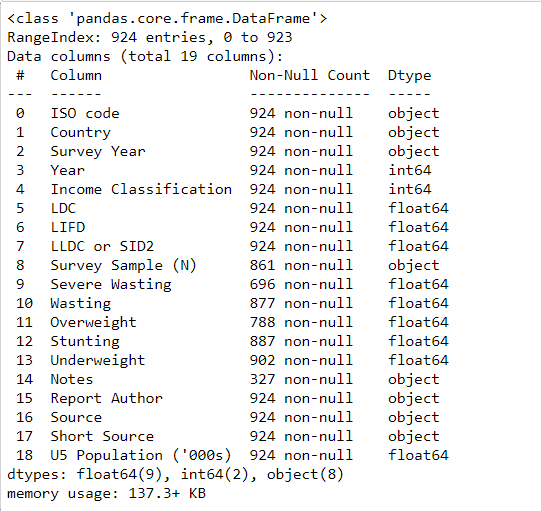 <class 'pandas.core.frame.DataFrame'>
RangeIndex: 924 entries, 0 to 923
Data columns (total 19 columns):
 #   Column                 Non-Null Count  Dtype
---  ------                 --------------  -----
 0   ISO code               924 non-null    object
 1   Country                924 non-null    object
 2   Survey Year            924 non-null    object
 3   Year                   924 non-null    int64
 4   Income Classification  924 non-null    int64
 5   LDC                    924 non-null    float64
 6   LIFD                   924 non-null    float64
 7   LLDC or SID2           924 non-null    float64
 8   Survey Sample (N)      861 non-null    object
 9   Severe Wasting         696 non-null    float64
 10  Wasting                877 non-null    float64
 11  Overweight             788 non-null    float64
 12  Stunting               887 non-null    float64
 13  Underweight            902 non-null    float64
 14  Notes                  327 non-null    object
 15  Report Author          924 non-null    object
 16  Source                 924 non-null    object
 17  Short Source           924 non-null    object
 18  U5 Population ('000s)  924 non-null    float64
dtypes: float64(9), int64(2), object(8)
memory usage: 137.3+ KB